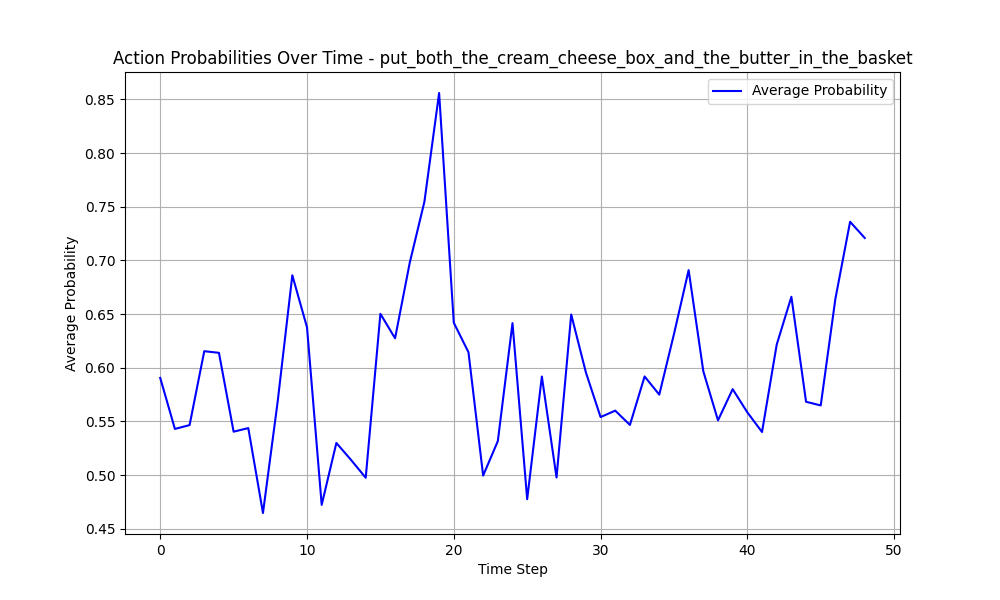 Action Probabilities Over Time - put_both_the_cream_cheese_box_and_the_butter_in_the_basket
Average Probability
0.85
0.80
0.75
0.70
0.65
0.60
0.55
0.50
0.45
Average Probability
0 10 20 30 40 50
Time Step